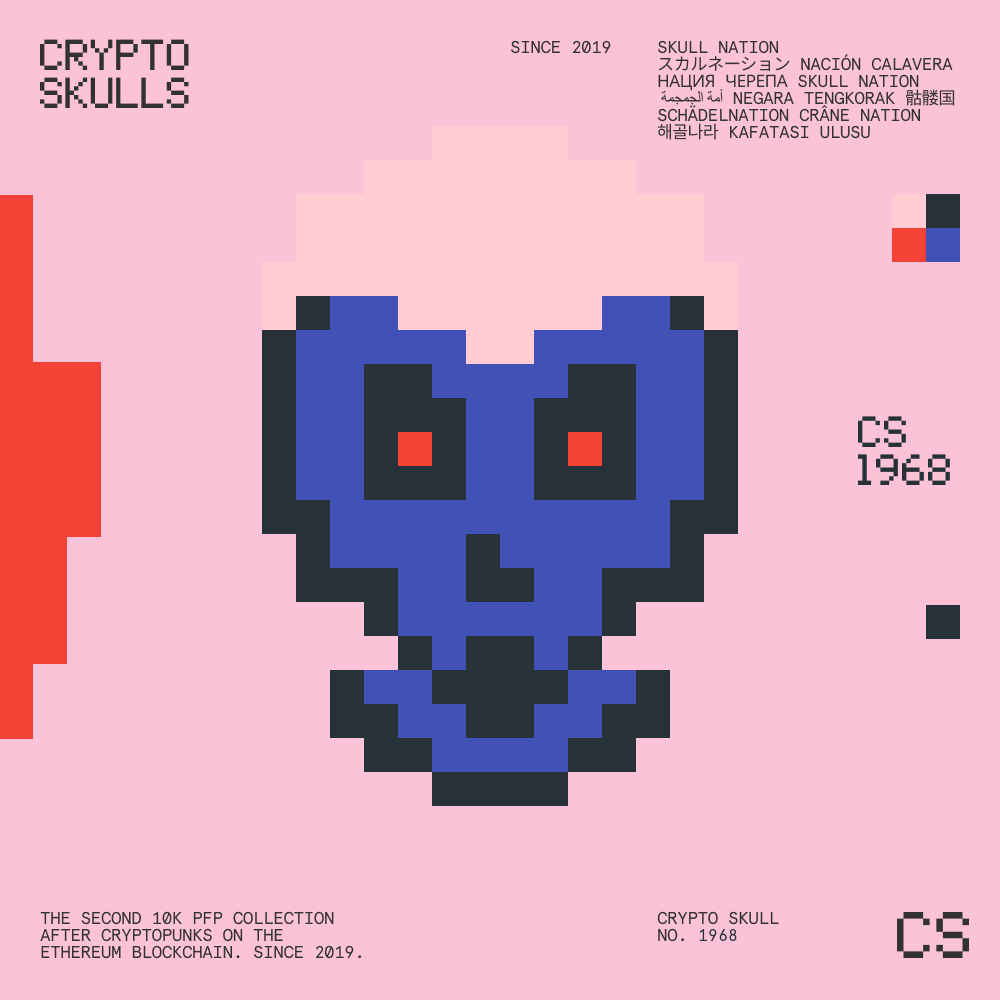 CRYPTO
SKULLS
SINCE 2019
SKULL NATION
スカルネーション NACIÓN CALAVERA
НАЦИЯ ЧЕРЕПА SKULL NATION
أمة الجمجمة NEGARA TENGKORAK 骷髅国
SCHÄDELNATION CRÂNE NATION
해골나라 KAFATASI ULUSU
CS
1968
THE SECOND 10K PFP COLLECTION
AFTER CRYPTOPUNKS ON THE
ETHEREUM BLOCKCHAIN. SINCE 2019.
CRYPTO SKULL
NO. 1968
CS